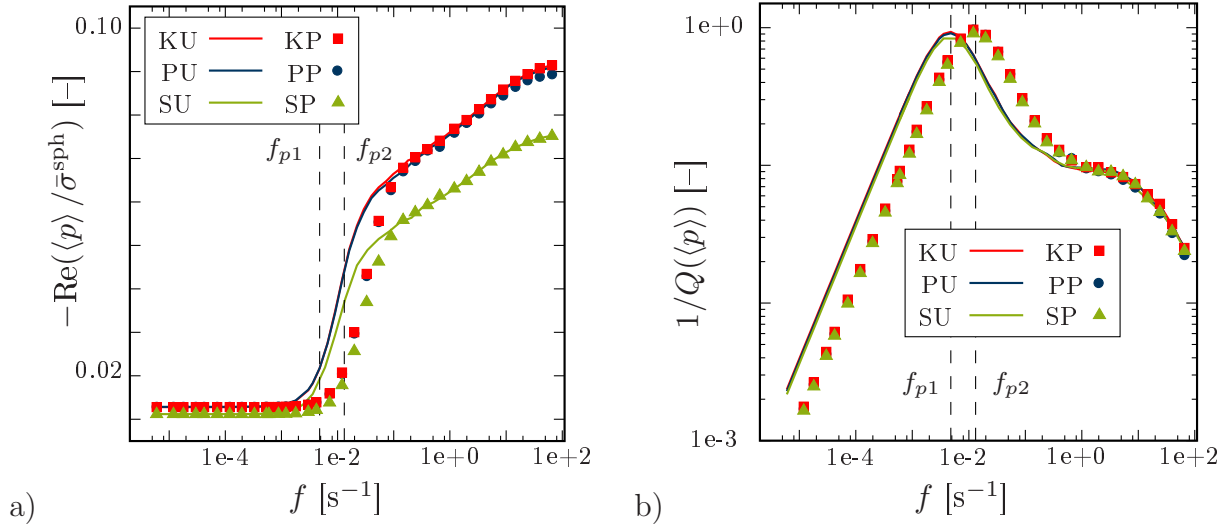 0.10
KU KP
PU PP
SU SP
f_{p1} f_{p2}
−Re(⟨p⟩ / σ̄^{sph}) [−]
0.02
1e-4 1e-2 1e+0 1e+2
f [s^{−1}]
a)
1e+0
1/Q(⟨p⟩) [−]
KU KP
PU PP
SU SP
f_{p1} f_{p2}
1e-3
1e-4 1e-2 1e+0 1e+2
f [s^{−1}]
b)